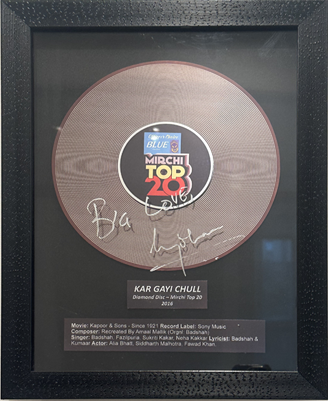 BLUE
MIRCHI
TOP
20
Big Love,
KAR GAYI CHULL
Diamond Disc – Mirchi Top 20
2016
Movie: Kapoor & Sons - Since 1921 Record Label: Sony Music
Composer: Recreated By Amaal Mallik (Orgnl: Badshah)
Singer: Badshah, Fazilpuria, Sukriti Kakar, Neha Kakkar Lyricist: Badshah &
Kumaar Actor: Alia Bhatt, Siddharth Malhotra, Fawad Khan.